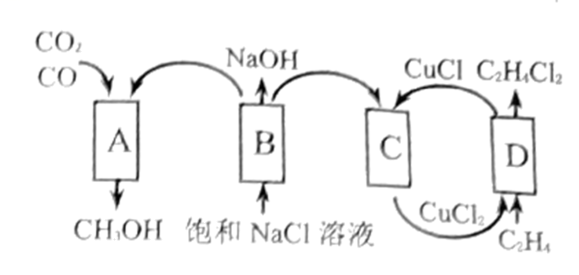 CO₂
CO
NaOH
CuCl C₂H₄Cl₂
A
B
C
D
CH₃OH
饱和 NaCl 溶液
CuCl₂
C₂H₄